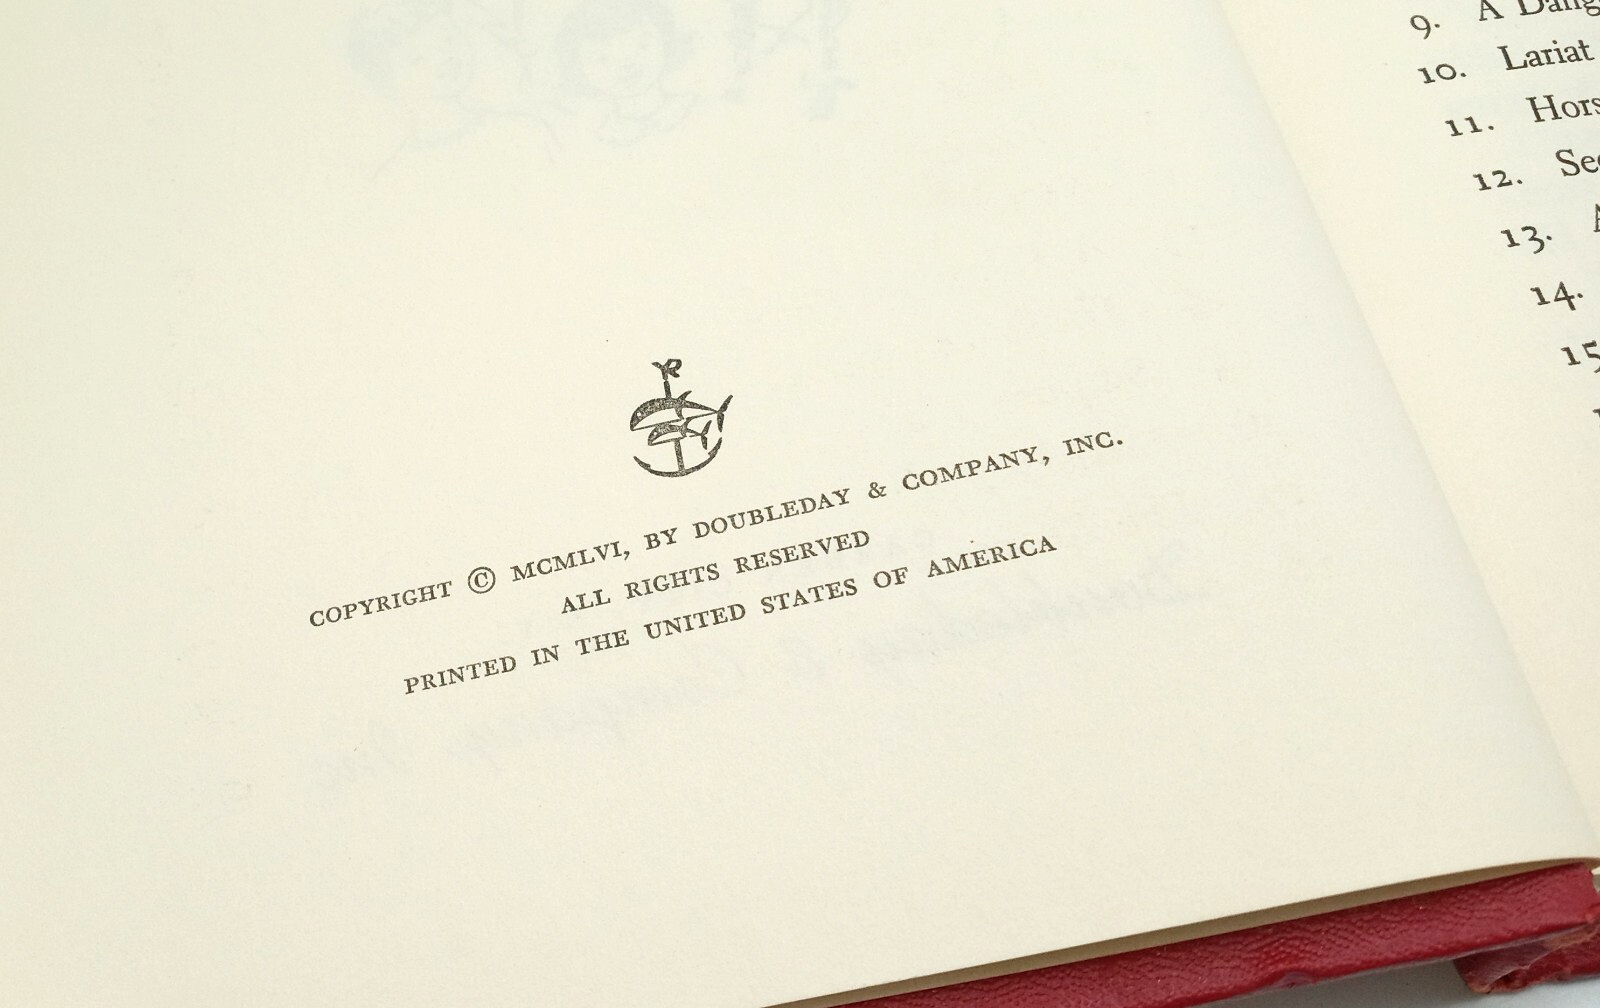 COPYRIGHT © MCMLVI, BY DOUBLEDAY & COMPANY, INC.
ALL RIGHTS RESERVED
PRINTED IN THE UNITED STATES OF AMERICA
9. A
10. Lariat
11.
12.
13.
14.